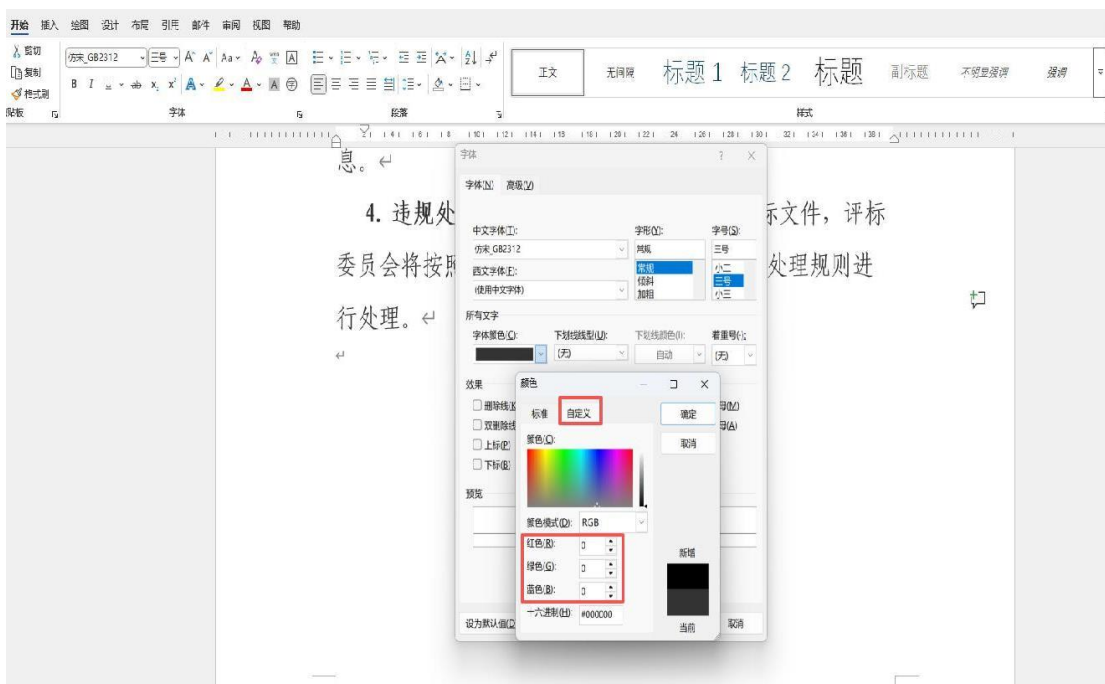 开始 插入 绘图 设计 布局 引用 邮件 审阅 视图 帮助
剪切
复制
格式刷
仿宋_GB2312 三号
正文 无间隔 标题 1 标题 2 标题 副标题 不明显强调 强调
贴板 字体 段落 样式
息。
4. 违规处 示文件，评标
委员会将按照 处理规则进
行处理。
字体
字体(N) 高级(V)
中文字体(T): 字形(Y): 字号(S):
仿宋_GB2312 常规 三号
西文字体(F): 常规 小二
(使用中文字体) 倾斜 三号
加粗 小三
所有文字
字体颜色(C): 下划线线型(U): 下划线颜色(I): 着重号(·):
(无) 自动 (无)
效果
删除线(K
双删除线
上标(P)
下标(B)
母(M)
母(A)
预览
设为默认值(D 取消
颜色
标准 自定义 确定
取消
颜色(C):
颜色模式(D): RGB
红色(R): 0
绿色(G): 0
蓝色(B): 0
十六进制(H): #000000
新增
当前